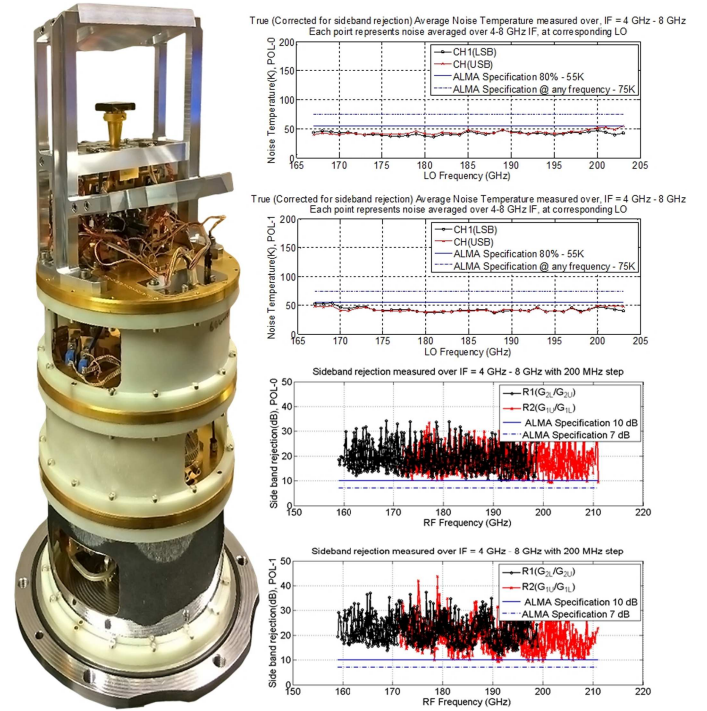 True (Corrected for sideband rejection) Average Noise Temperature measured over, IF = 4 GHz - 8 GHz
Each point represents noise averaged over 4-8 GHz IF, at corresponding LO
Noise Temperature(K), POL-0
200
150
100
50
0
CH1(LSB)
CH(USB)
ALMA Specification 80% - 55K
ALMA Specification @ any frequency - 75K
165 170 175 180 185 190 195 200 205
LO Frequency (GHz)
True (Corrected for sideband rejection) Average Noise Temperature measured over, IF = 4 GHz - 8 GHz
Each point represents noise averaged over 4-8 GHz IF, at corresponding LO
Noise Temperature(K), POL-1
200
150
100
50
0
CH1(LSB)
CH(USB)
ALMA Specification 80% - 55K
ALMA Specification @ any frequency - 75K
165 170 175 180 185 190 195 200 205
LO Frequency (GHz)
Sideband rejection measured over IF = 4 GHz - 8 GHz with 200 MHz step
Side band rejection(dB), POL-0
50
40
30
20
10
0
R1(G2L/G2U)
R2(G1U/G1L)
ALMA Specification 10 dB
ALMA Specification 7 dB
150 160 170 180 190 200 210 220
RF Frequency (GHz)
Sideband rejection measured over IF = 4 GHz - 8 GHz with 200 MHz step
Side band rejection(dB), POL-1
50
40
30
20
10
0
R1(G2L/G2U)
R2(G1U/G1L)
ALMA Specification 10 dB
ALMA Specification 7 dB
150 160 170 180 190 200 210 220
RF Frequency (GHz)